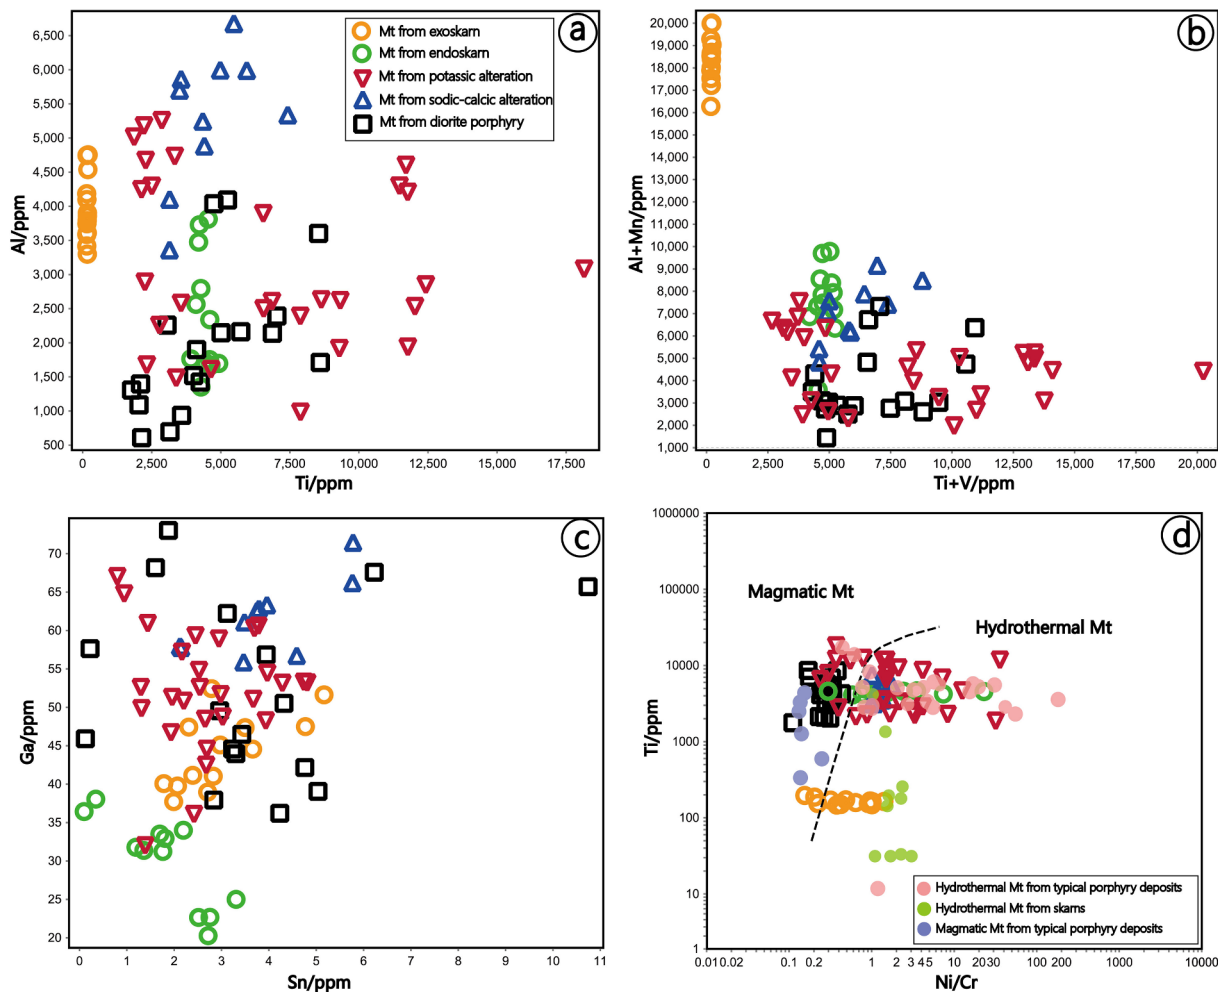 a
Mt from exoskarn
Mt from endoskarn
Mt from potassic alteration
Mt from sodic-calcic alteration
Mt from diorite porphyry
Al/ppm
6,500
6,000
5,500
5,000
4,500
4,000
3,500
3,000
2,500
2,000
1,500
1,000
500
0 2,500 5,000 7,500 10,000 12,500 15,000 17,500
Ti/ppm
b
Al+Mn/ppm
20,000
19,000
18,000
17,000
16,000
15,000
14,000
13,000
12,000
11,000
10,000
9,000
8,000
7,000
6,000
5,000
4,000
3,000
2,000
1,000
0 2,500 5,000 7,500 10,000 12,500 15,000 17,500 20,000
Ti+V/ppm
c
Ga/ppm
70
65
60
55
50
45
40
35
30
25
20
0 1 2 3 4 5 6 7 8 9 10 11
Sn/ppm
d
Magmatic Mt
Hydrothermal Mt
Ti/ppm
1000000
100000
10000
1000
100
10
1
Hydrothermal Mt from typical porphyry deposits
Hydrothermal Mt from skarns
Magmatic Mt from typical porphyry deposits
0.01 0.02 0.1 0.2 1 2 3 4 5 10 20 30 100 200 1000 10000
Ni/Cr